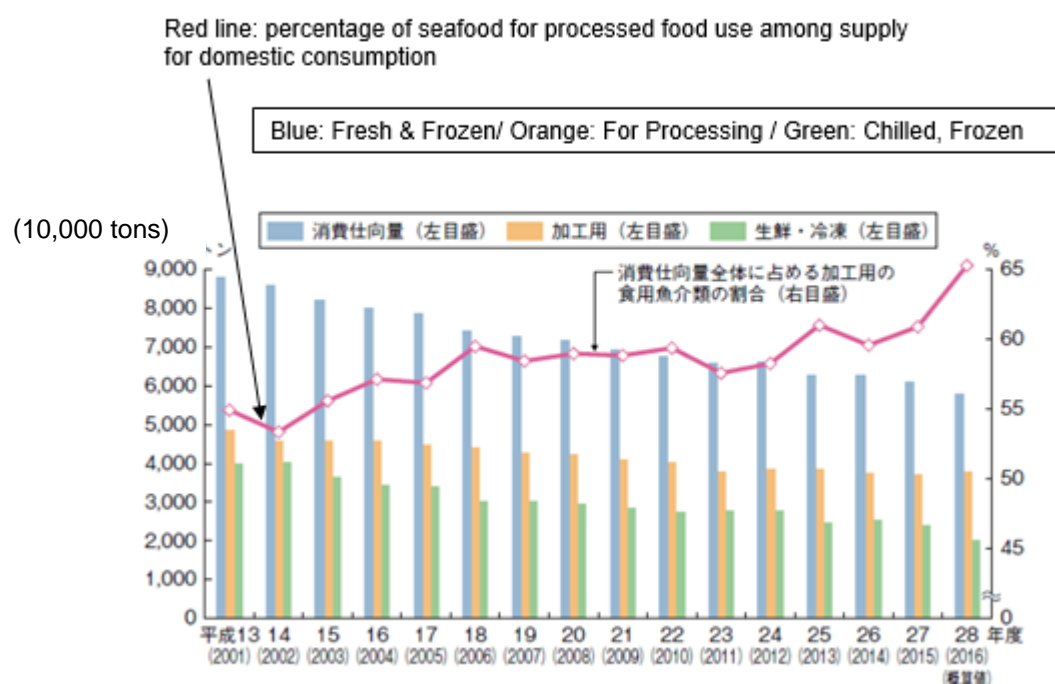 Red line: percentage of seafood for processed food use among supply
for domestic consumption
Blue: Fresh & Frozen/ Orange: For Processing / Green: Chilled, Frozen
(10,000 tons)
トン
消費仕向量（左目盛） 加工用（左目盛） 生鮮・冷凍（左目盛）
%
消費仕向量全体に占める加工用の
食用魚介類の割合（右目盛）
9,000
8,000
7,000
6,000
5,000
4,000
3,000
2,000
1,000
0
65
60
55
50
45
0
平成13 14 15 16 17 18 19 20 21 22 23 24 25 26 27 28 年度
(2001) (2002) (2003) (2004) (2005) (2006) (2007) (2008) (2009) (2010) (2011) (2012) (2013) (2014) (2015) (2016)
(概算値)